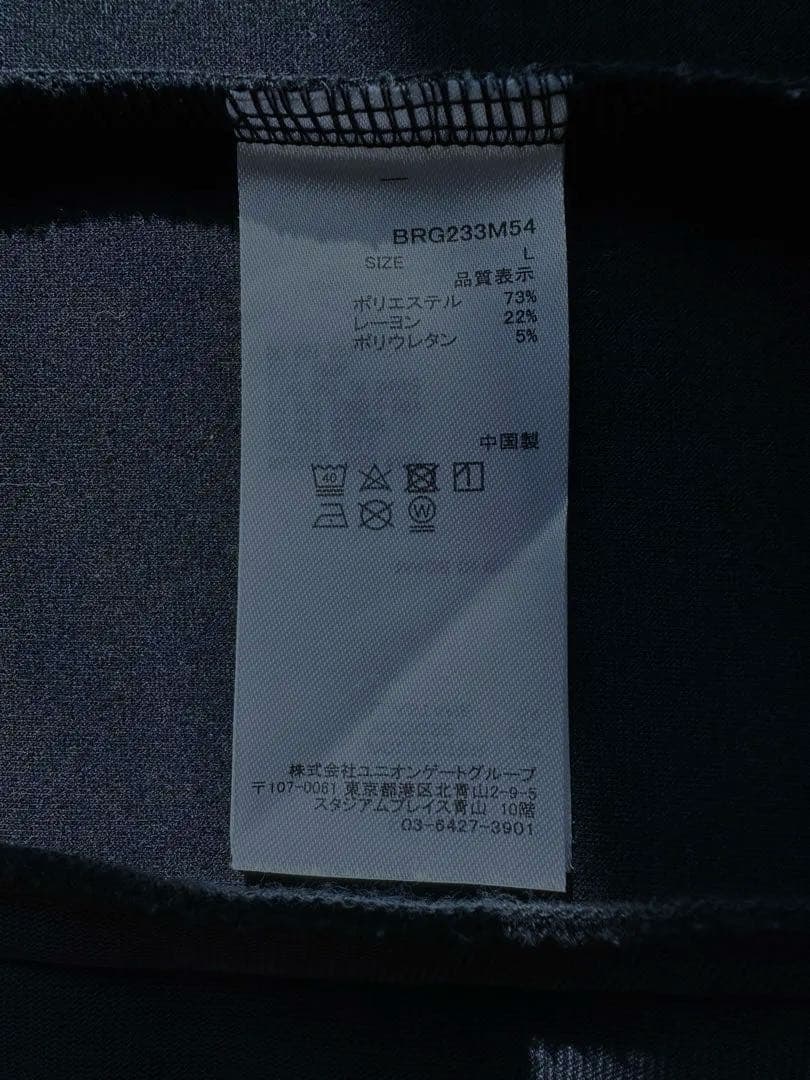 BRG233M54
SIZE L
品質表示
ポリエステル 73%
レーヨン 22%
ポリウレタン 5%
中国製
40
W
株式会社ユニオンゲートグループ
〒107-0061 東京都港区北青山2-9-5
スタジアムプレイス青山 10階
03-6427-3901